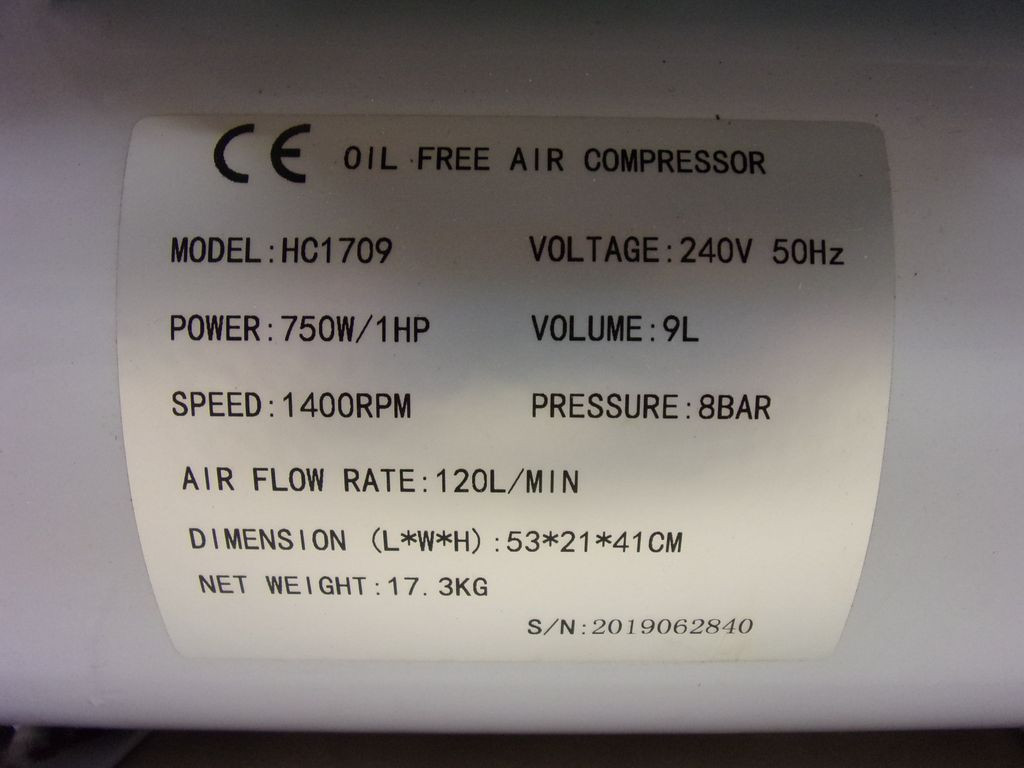 CE OIL FREE AIR COMPRESSOR
MODEL:HC1709 VOLTAGE:240V 50Hz
POWER:750W/1HP VOLUME:9L
SPEED:1400RPM PRESSURE:8BAR
AIR FLOW RATE:120L/MIN
DIMENSION (L*W*H):53*21*41CM
NET WEIGHT:17.3KG
S/N:2019062840